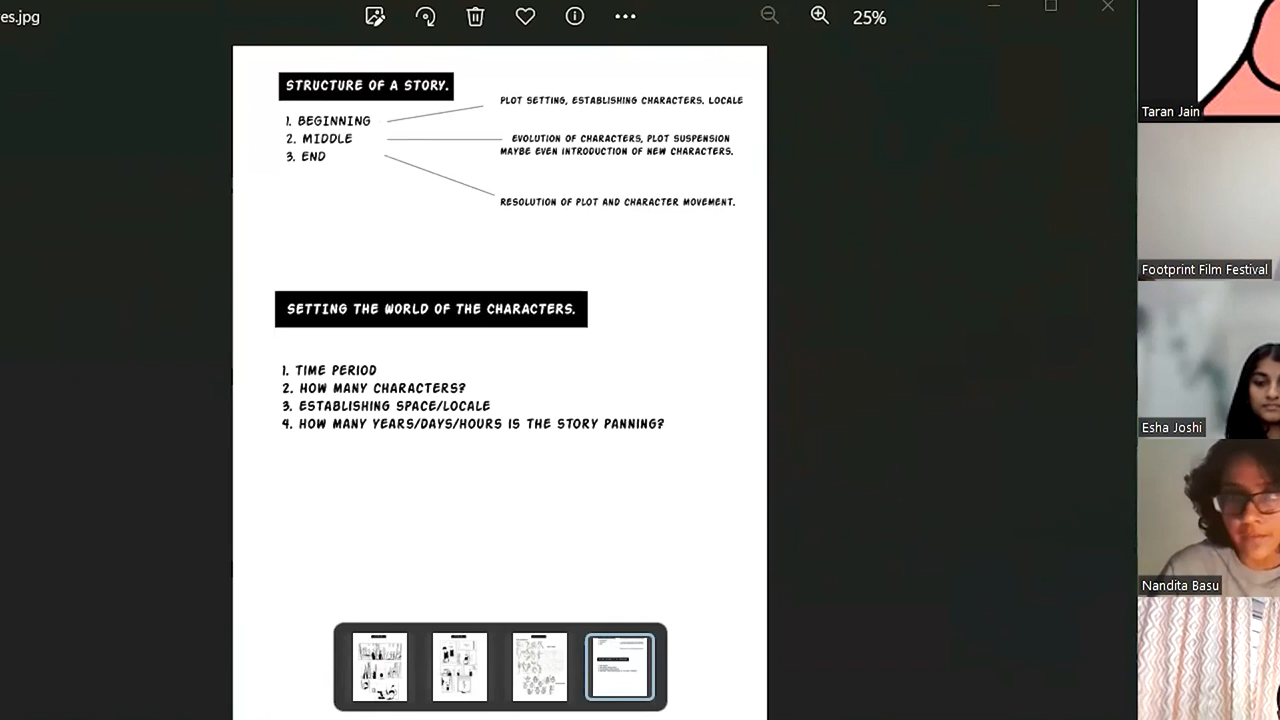 es.jpg
25%
STRUCTURE OF A STORY.
1. BEGINNING
2. MIDDLE
3. END
PLOT SETTING, ESTABLISHING CHARACTERS, LOCALE
EVOLUTION OF CHARACTERS, PLOT SUSPENSION
MAYBE EVEN INTRODUCTION OF NEW CHARACTERS.
RESOLUTION OF PLOT AND CHARACTER MOVEMENT.
SETTING THE WORLD OF THE CHARACTERS.
1. TIME PERIOD
2. HOW MANY CHARACTERS?
3. ESTABLISHING SPACE/LOCALE
4. HOW MANY YEARS/DAYS/HOURS IS THE STORY PANNING?
Taran Jain
Footprint Film Festival
Esha Joshi
Nandita Basu